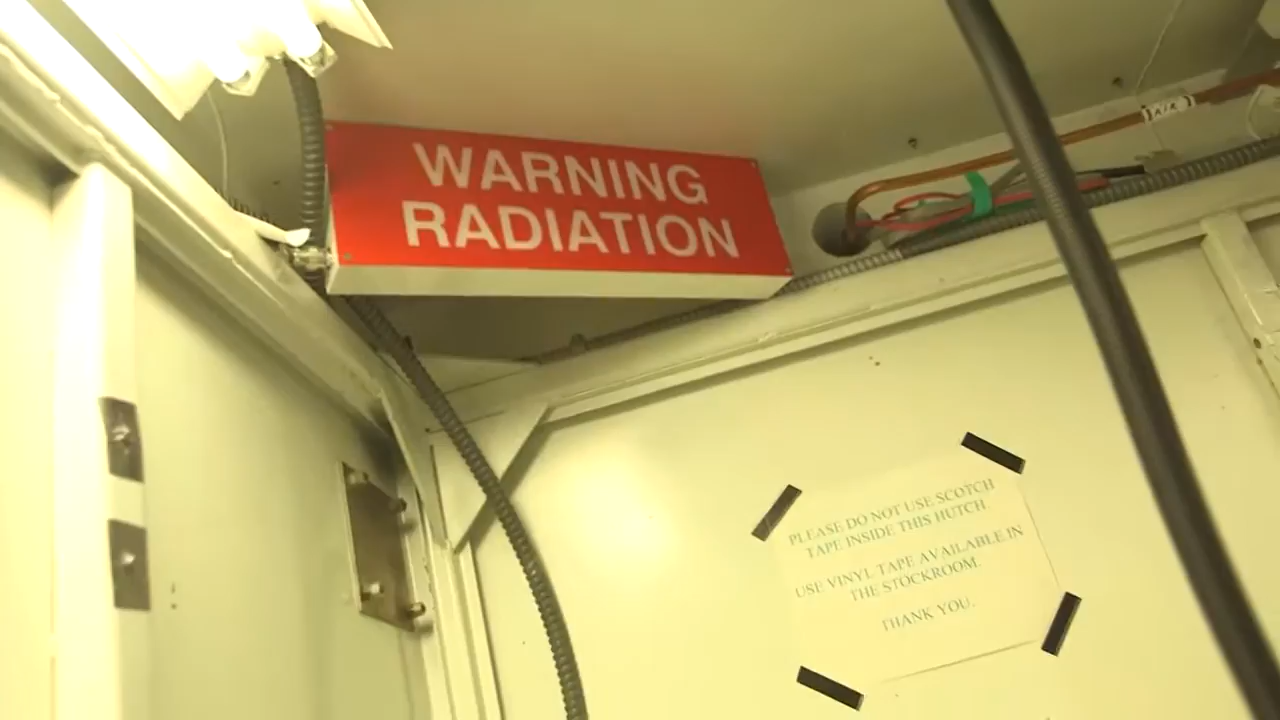 WARNING
RADIATION
PLEASE DO NOT USE SCOTCH
TAPE INSIDE THIS HUTCH
USE VINYL TAPE AVAILABLE IN
THE STOCKROOM.
THANK YOU.